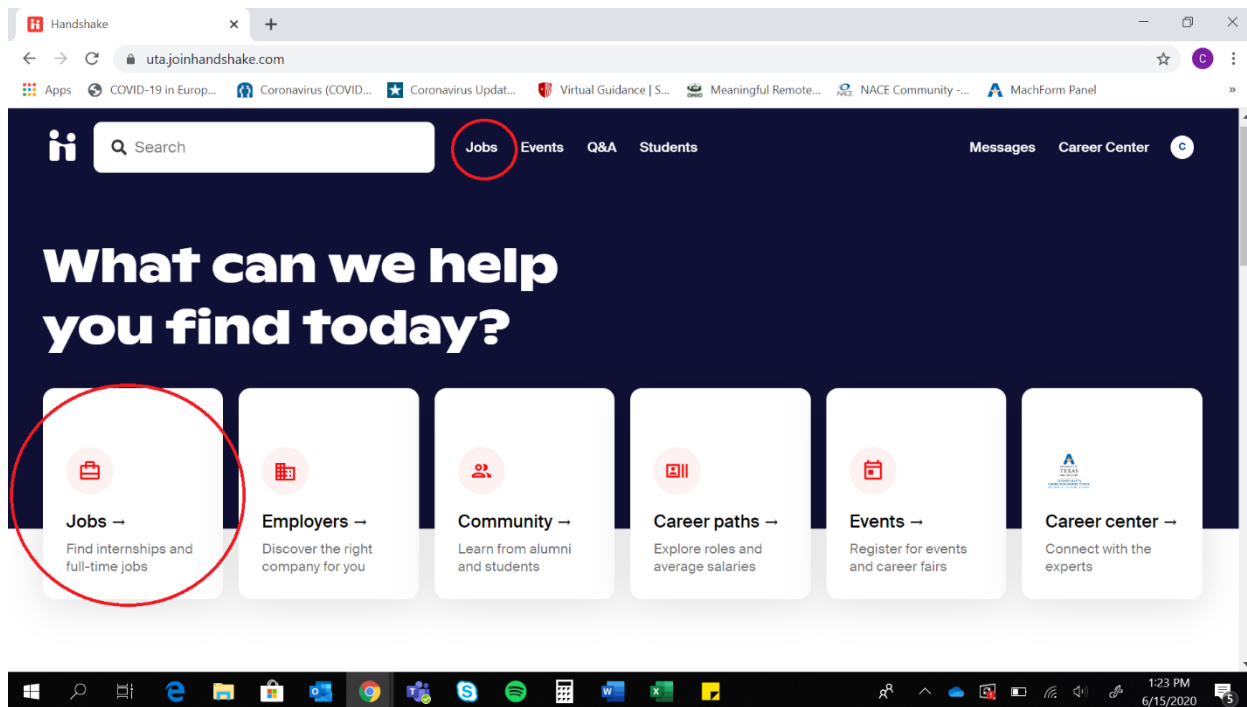 Handshake
uta.joinhandshake.com
Apps COVID-19 in Europ... Coronavirus (COVID... Coronavirus Updat... Virtual Guidance | S... Meaningful Remote... NACE Community -... MachForm Panel »
Search Jobs Events Q&A Students Messages Career Center C
What can we help
you find today?
Jobs →
Find internships and
full-time jobs
Employers →
Discover the right
company for you
Community →
Learn from alumni
and students
Career paths →
Explore roles and
average salaries
Events →
Register for events
and career fairs
TEXAS
Career center →
Connect with the
experts
1:23 PM
6/15/2020
5